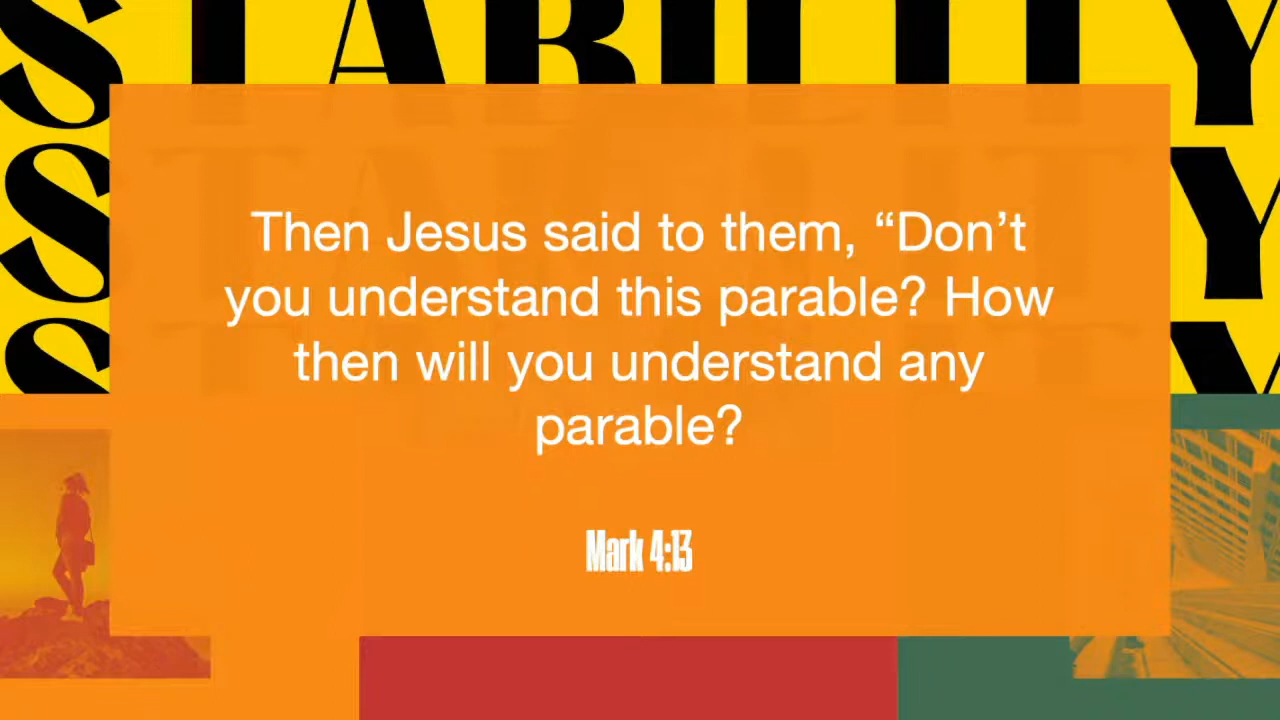 STABILITY
Then Jesus said to them, “Don’t
you understand this parable? How
then will you understand any
parable?
Mark 4:13